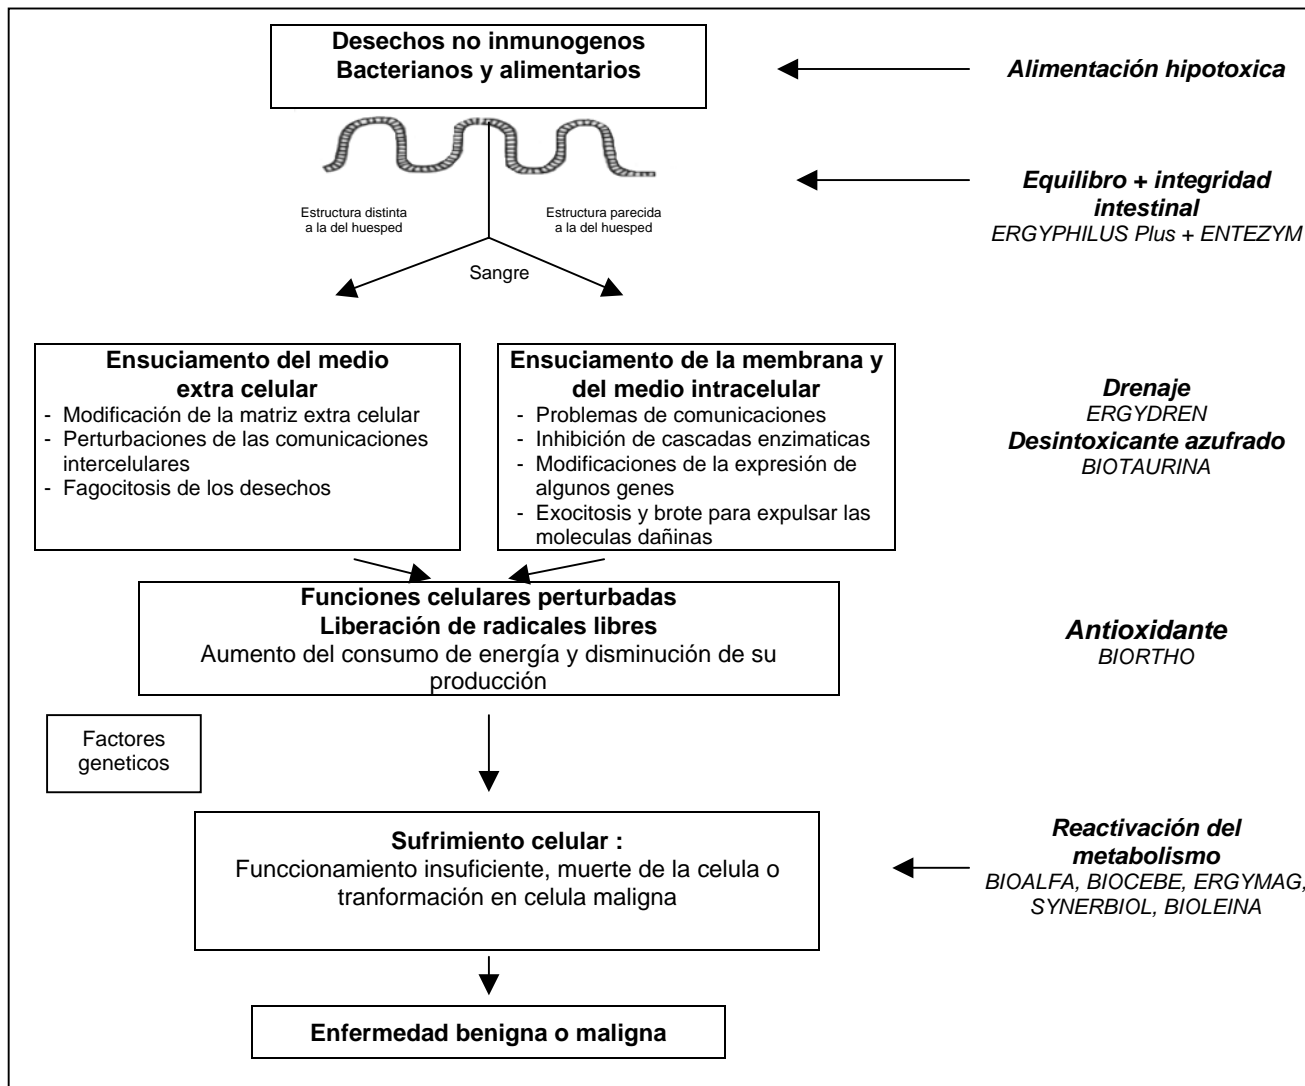 Desechos no inmunogenos
Bacterianos y alimentarios
Alimentación hipotoxica
Equilibro + integridad
intestinal
ERGYPHILUS Plus + ENTEZYM
Estructura distinta
a la del huesped
Estructura parecida
a la del huesped
Sangre
Ensuciamento del medio
extra celular
- Modificación de la matriz extra celular
- Perturbaciones de las comunicaciones
intercelulares
- Fagocitosis de los desechos
Ensuciamento de la membrana y
del medio intracelular
- Problemas de comunicaciones
- Inhibición de cascadas enzimaticas
- Modificaciones de la expresión de
algunos genes
- Exocitosis y brote para expulsar las
moleculas dañinas
Drenaje
ERGYDREN
Desintoxicante azufrado
BIOTAURINA
Funciones celulares perturbadas
Liberación de radicales libres
Aumento del consumo de energía y disminución de su
producción
Antioxidante
BIORTHO
Factores
geneticos
Sufrimiento celular :
Funccionamiento insuficiente, muerte de la celula o
tranformación en celula maligna
Reactivación del
metabolismo
BIOALFA, BIOCEBE, ERGYMAG,
SYNERBIOL, BIOLEINA
Enfermedad benigna o maligna